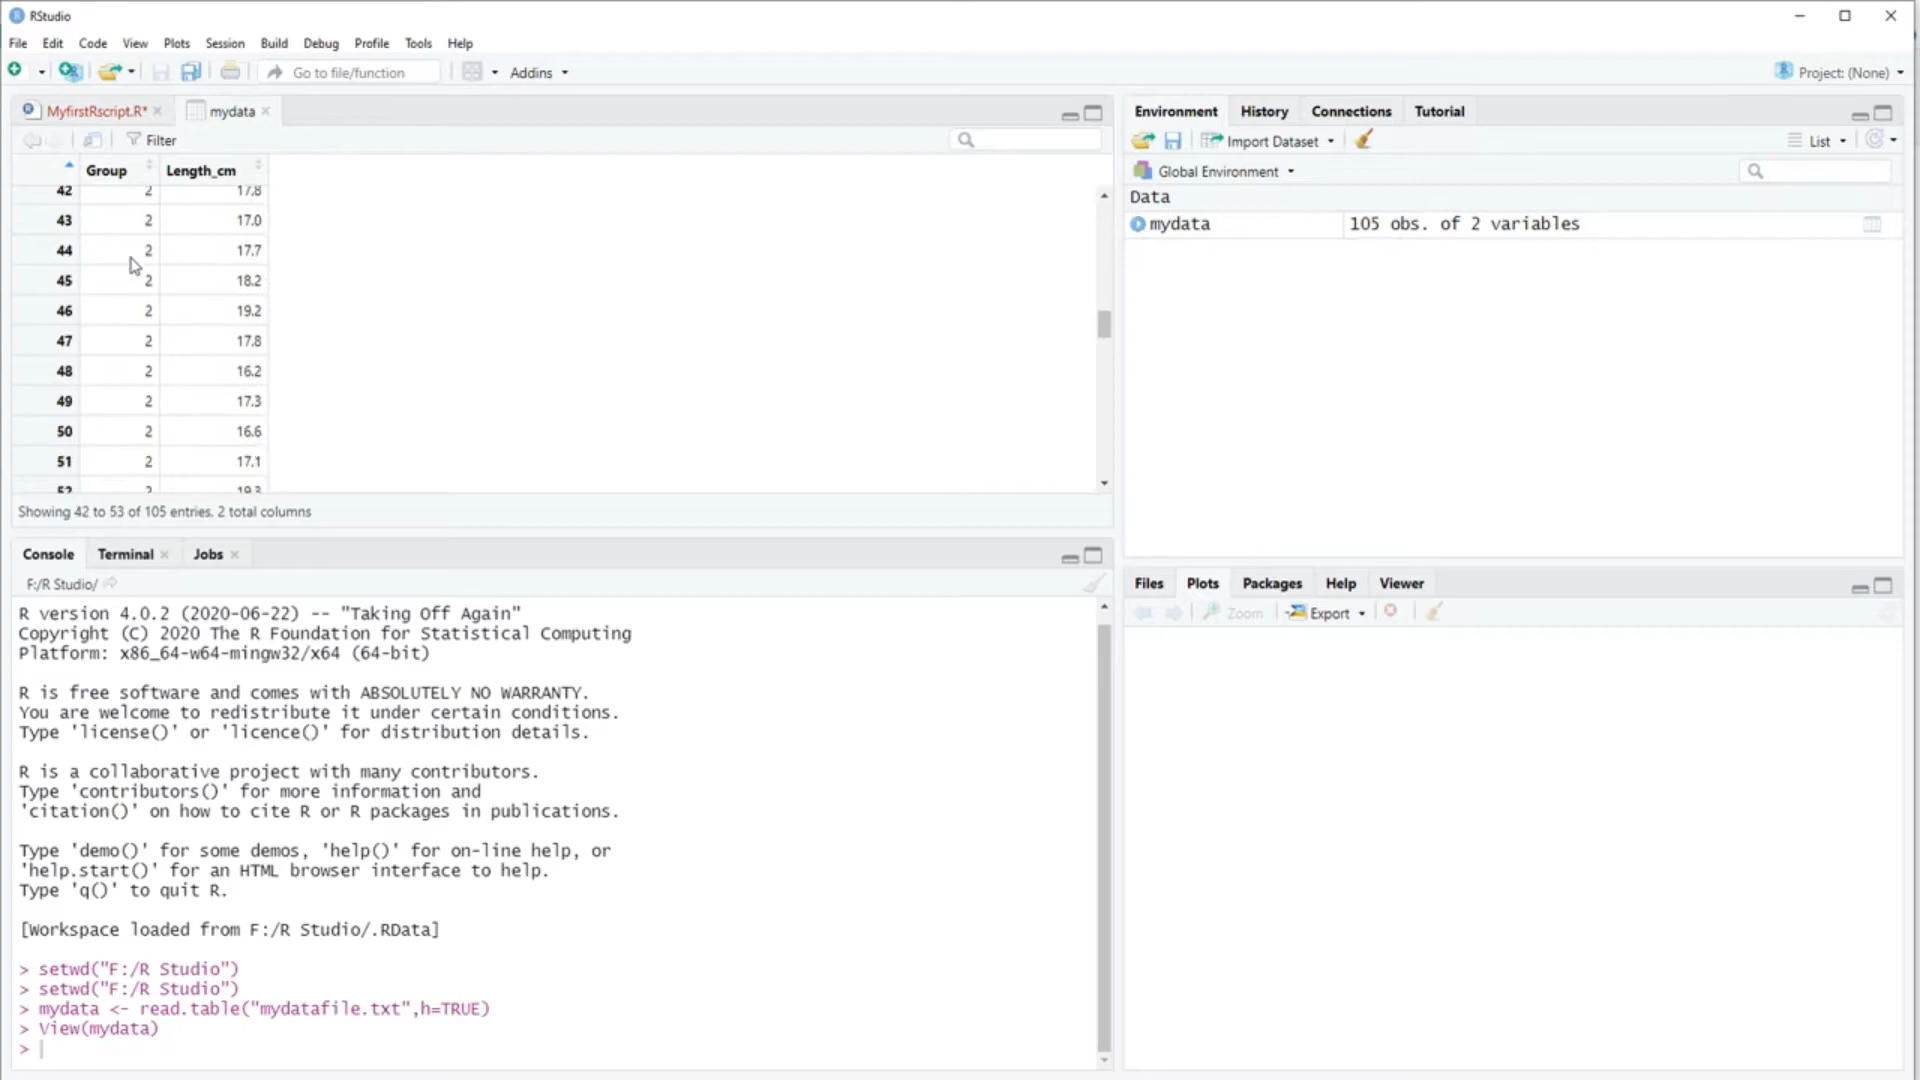 RStudio
File Edit Code View Plots Session Build Debug Profile Tools Help
Go to file/function Addins Project: (None)
MyfirstRscript.R* mydata
Filter
Group Length_cm
42 2 17.8
43 2 17.0
44 2 17.7
45 2 18.2
46 2 19.2
47 2 17.8
48 2 16.2
49 2 17.3
50 2 16.6
51 2 17.1
52 2 19.3
Showing 42 to 53 of 105 entries, 2 total columns
Console Terminal Jobs
F:/R Studio/
R version 4.0.2 (2020-06-22) -- "Taking Off Again"
Copyright (C) 2020 The R Foundation for Statistical Computing
Platform: x86_64-w64-mingw32/x64 (64-bit)
R is free software and comes with ABSOLUTELY NO WARRANTY.
You are welcome to redistribute it under certain conditions.
Type 'license()' or 'licence()' for distribution details.
R is a collaborative project with many contributors.
Type 'contributors()' for more information and
'citation()' on how to cite R or R packages in publications.
Type 'demo()' for some demos, 'help()' for on-line help, or
'help.start()' for an HTML browser interface to help.
Type 'q()' to quit R.
[Workspace loaded from F:/R Studio/.RData]
> setwd("F:/R Studio")
> setwd("F:/R Studio")
> mydata <- read.table("mydatafile.txt",h=TRUE)
> View(mydata)
>
Environment History Connections Tutorial
Import Dataset List
Global Environment
Data
mydata 105 obs. of 2 variables
Files Plots Packages Help Viewer
Zoom Export